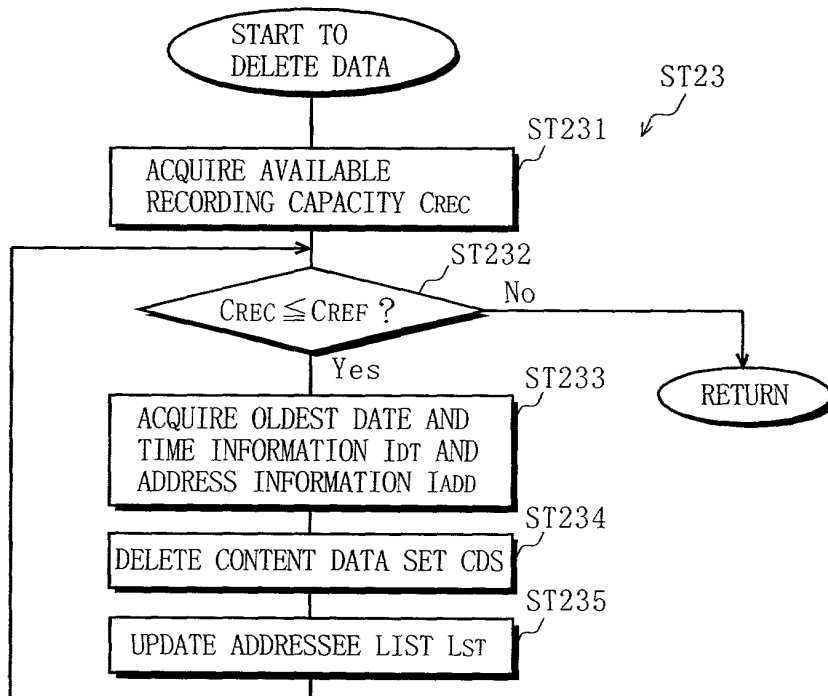 START TO
DELETE DATA
ST23
ST231
ACQUIRE AVAILABLE
RECORDING CAPACITY CREC
ST232
CREC ≦ CREF ?
No
Yes
RETURN
ST233
ACQUIRE OLDEST DATE AND
TIME INFORMATION IDT AND
ADDRESS INFORMATION IADD
ST234
DELETE CONTENT DATA SET CDS
ST235
UPDATE ADDRESSEE LIST LST